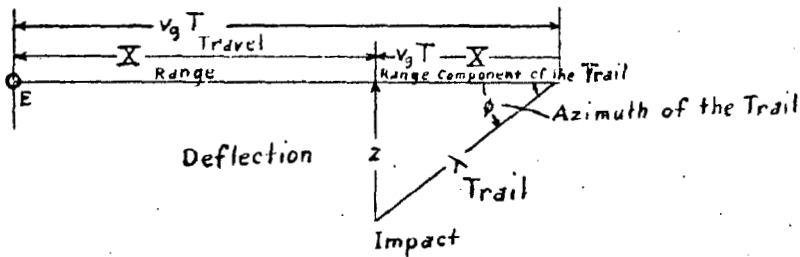 v_g T
X Travel v_g T - X
Range Range Component of the Trail
E φ Azimuth of the Trail
Deflection z r
Trail
Impact